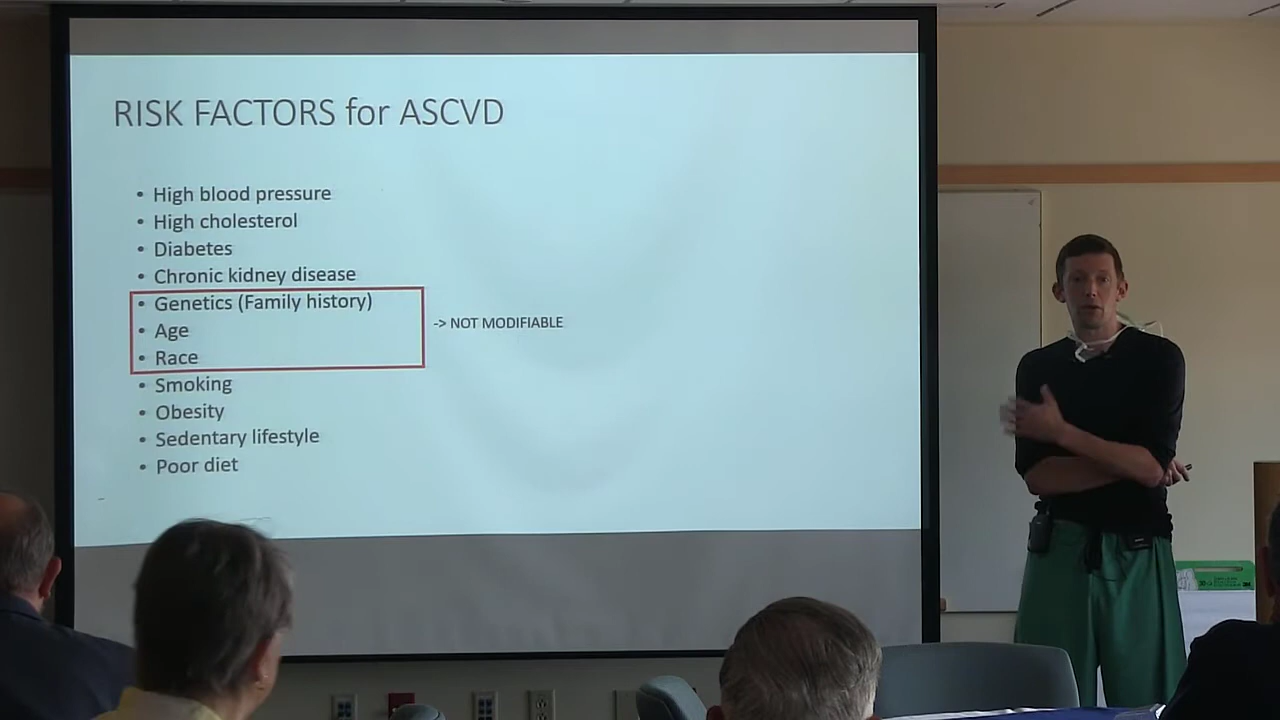 RISK FACTORS for ASCVD
• High blood pressure
• High cholesterol
• Diabetes
• Chronic kidney disease
• Genetics (Family history)
• Age
• Race
-> NOT MODIFIABLE
• Smoking
• Obesity
• Sedentary lifestyle
• Poor diet